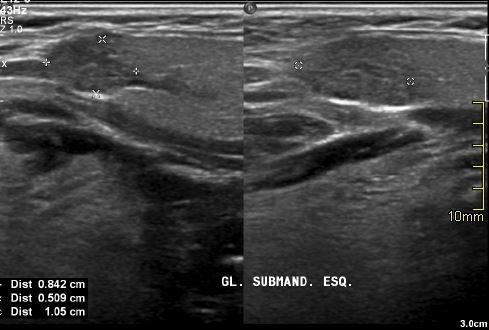 43Hz
RS
Z 1.0
10mm
GL. SUBMAND. ESQ.
Dist 0.842 cm
Dist 0.509 cm
Dist 1.05 cm
3.0cm